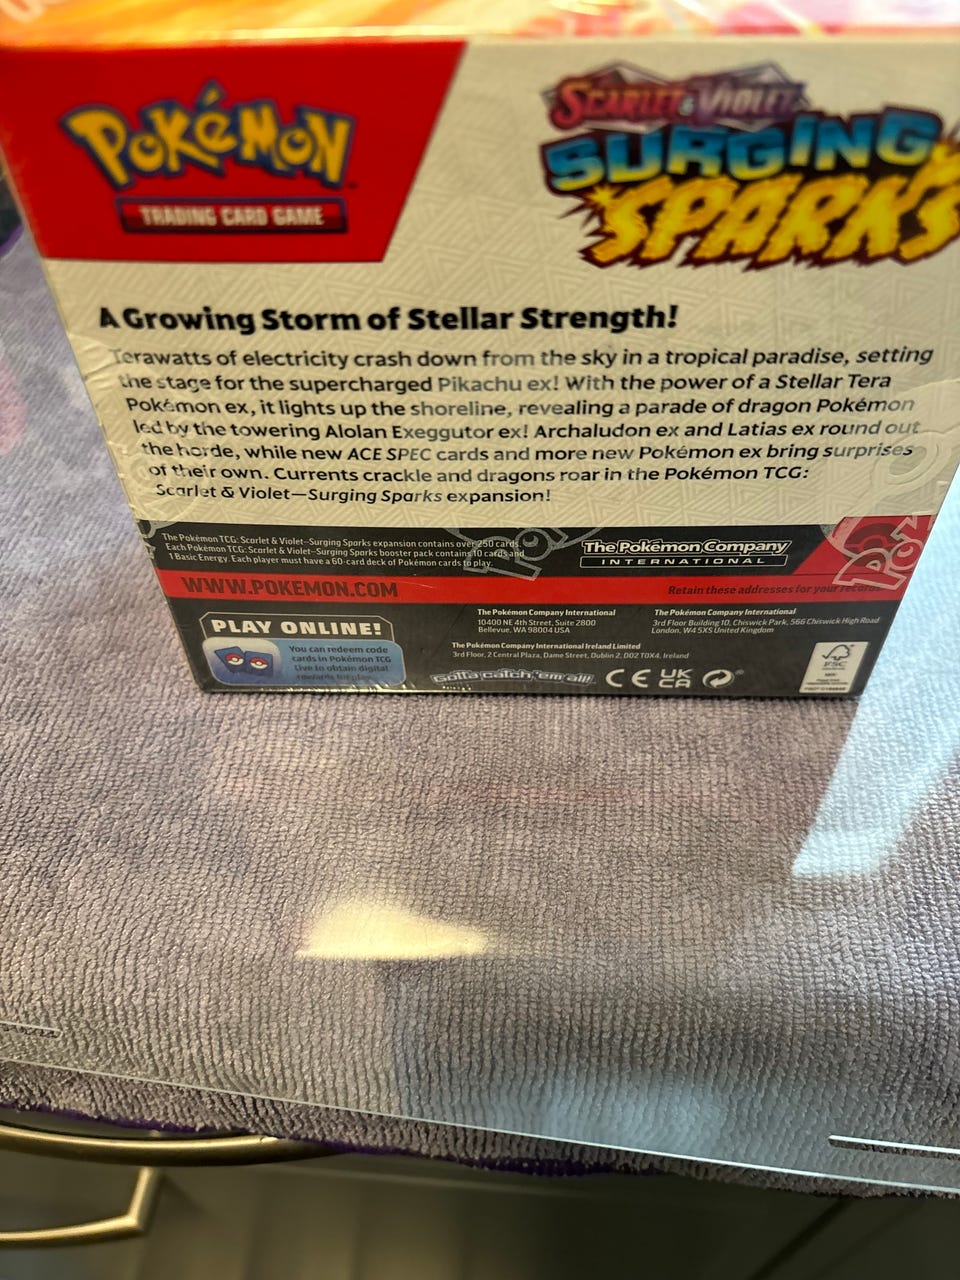 Pokémon
TRADING CARD GAME
SCARLET & VIOLET
SURGING
SPARKS
A Growing Storm of Stellar Strength!
Terawatts of electricity crash down from the sky in a tropical paradise, setting
the stage for the supercharged Pikachu ex! With the power of a Stellar Tera
Pokémon ex, it lights up the shoreline, revealing a parade of dragon Pokémon
led by the towering Alolan Exeggutor ex! Archaludon ex and Latias ex round out
the horde, while new ACE SPEC cards and more new Pokémon ex bring surprises
of their own. Currents crackle and dragons roar in the Pokémon TCG:
Scarlet & Violet—Surging Sparks expansion!
The Pokémon TCG: Scarlet & Violet—Surging Sparks expansion contains over 250 cards.
Each Pokémon TCG: Scarlet & Violet—Surging Sparks booster pack contains 10 cards and
1 Basic Energy. Each player must have a 60-card deck of Pokémon cards to play.
The Pokémon Company
INTERNATIONAL
WWW.POKEMON.COM
Retain these addresses for your records.
PLAY ONLINE!
You can redeem code
cards in Pokémon TCG
Live to obtain digital
rewards for play.
The Pokémon Company International
10400 NE 4th Street, Suite 2800
Bellevue, WA 98004 USA
The Pokémon Company International
3rd Floor Building 10, Chiswick Park, 566 Chiswick High Road
London, W4 5XS United Kingdom
The Pokémon Company International Ireland Limited
3rd Floor, 2 Central Plaza, Dame Street, Dublin 2, D02 T0X4, Ireland
Gotta catch 'em all!
CE UK CA
FSC